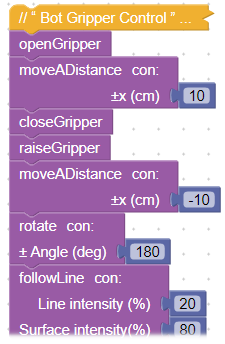 // “ Bot Gripper Control ” ...
openGripper
moveADistance con:
±x (cm) 10
closeGripper
raiseGripper
moveADistance con:
±x (cm) -10
rotate con:
± Angle (deg) 180
followLine con:
Line intensity (%) 20
Surface intensity(%) 80